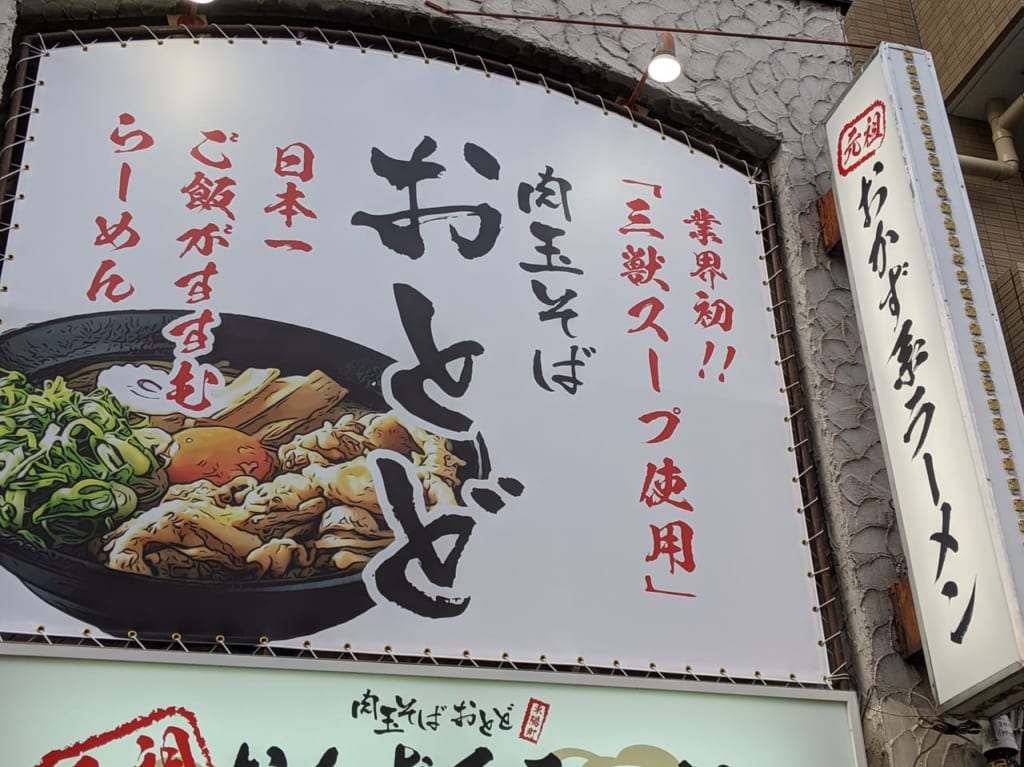 業界初!!
「三獣スープ使用」
肉玉そば
おとど
日本一
ご飯がすすむ
らーめん
元祖
おかず系ラーメン
肉玉そば おとど